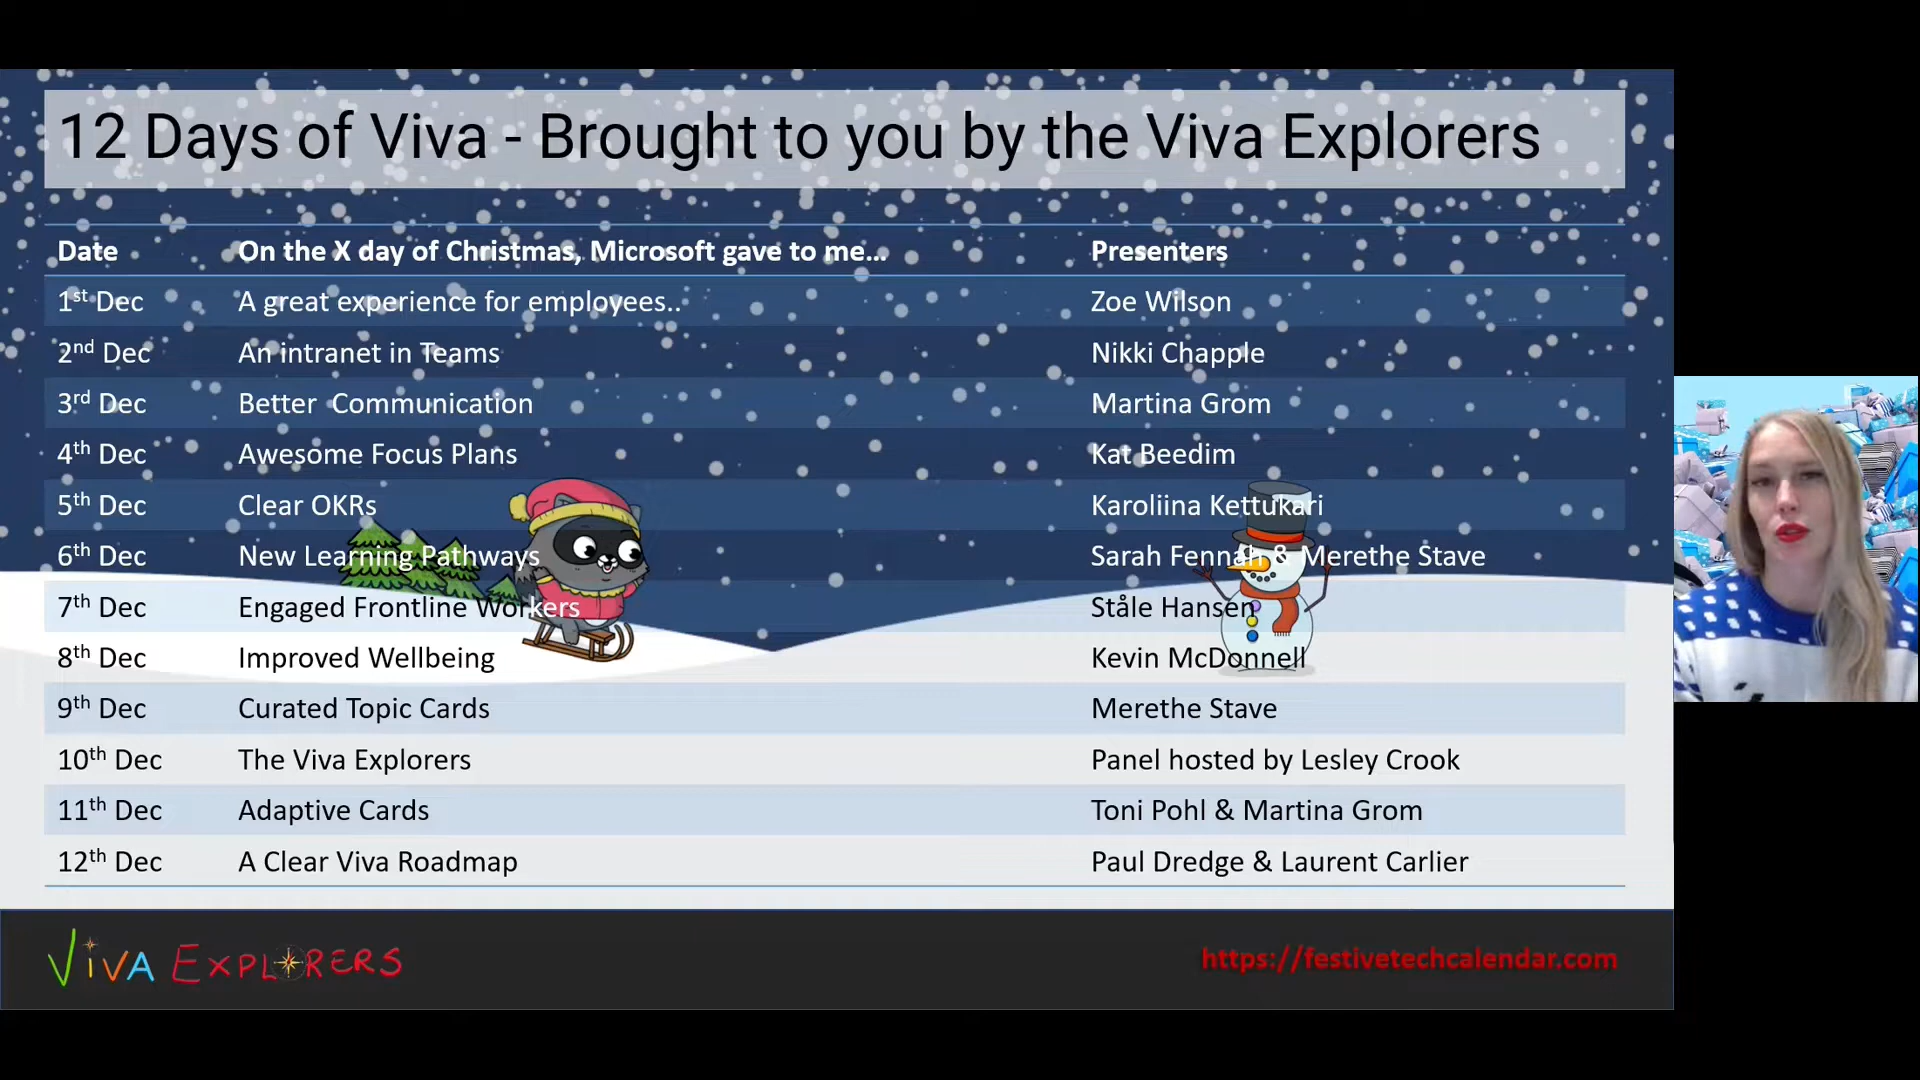 12 Days of Viva - Brought to you by the Viva Explorers
Date On the X day of Christmas, Microsoft gave to me... Presenters
1st Dec A great experience for employees.. Zoe Wilson
2nd Dec An intranet in Teams Nikki Chapple
3rd Dec Better Communication Martina Grom
4th Dec Awesome Focus Plans Kat Beedim
5th Dec Clear OKRs Karoliina Kettukari
6th Dec New Learning Pathways Sarah Fennah & Merethe Stave
7th Dec Engaged Frontline Workers Ståle Hansen
8th Dec Improved Wellbeing Kevin McDonnell
9th Dec Curated Topic Cards Merethe Stave
10th Dec The Viva Explorers Panel hosted by Lesley Crook
11th Dec Adaptive Cards Toni Pohl & Martina Grom
12th Dec A Clear Viva Roadmap Paul Dredge & Laurent Carlier
VIVA EXPLORERS https://festivetechcalendar.com